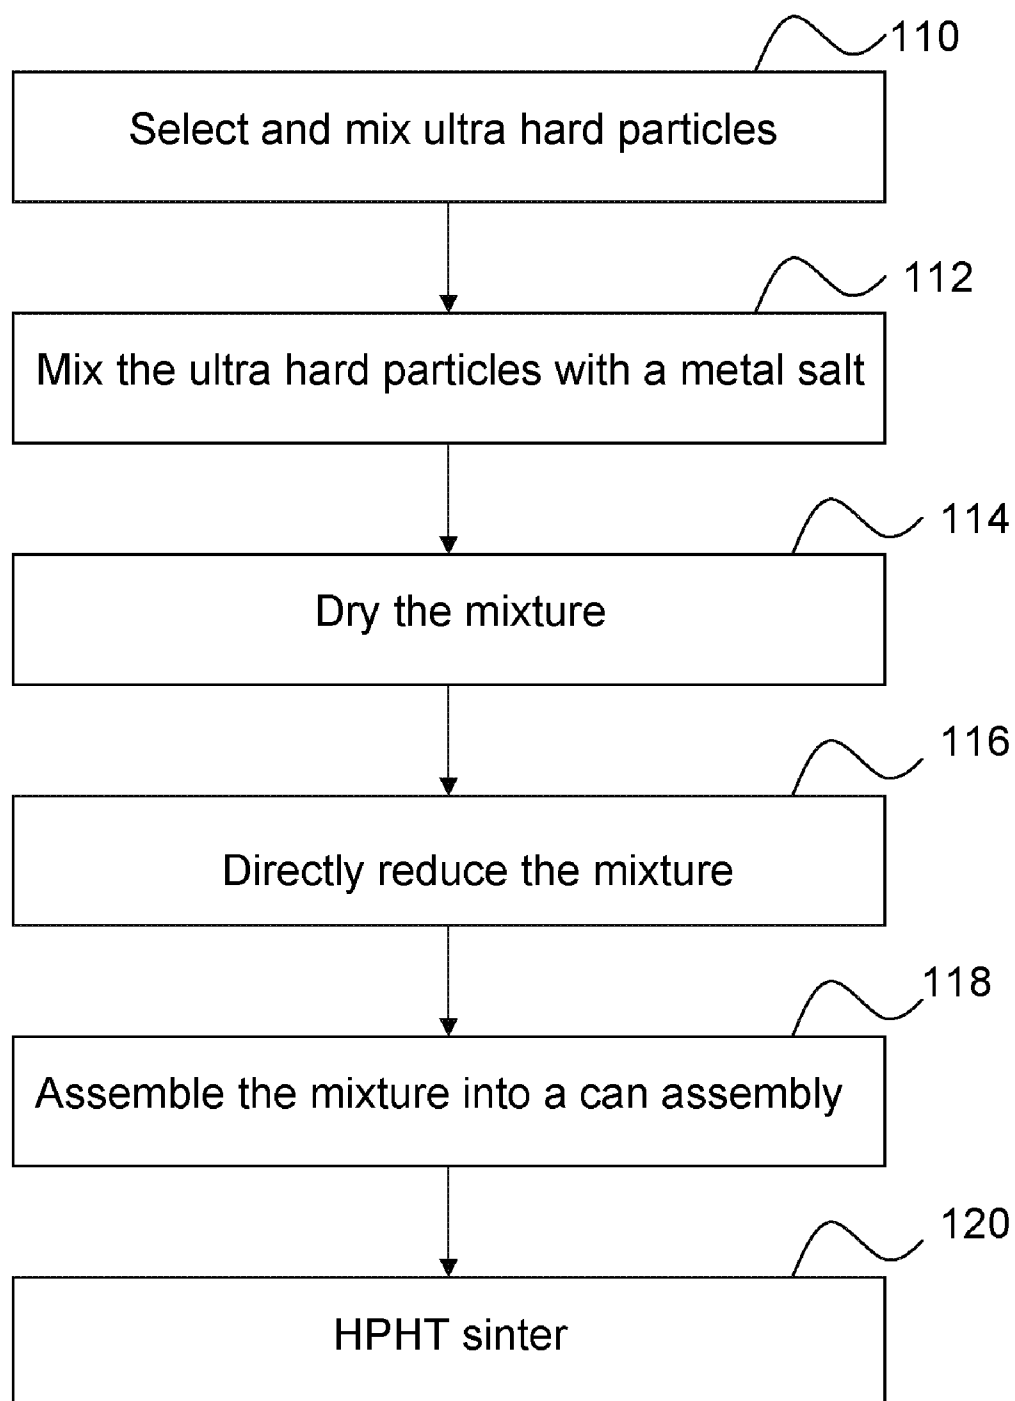 110
Select and mix ultra hard particles
112
Mix the ultra hard particles with a metal salt
114
Dry the mixture
116
Directly reduce the mixture
118
Assemble the mixture into a can assembly
120
HPHT sinter